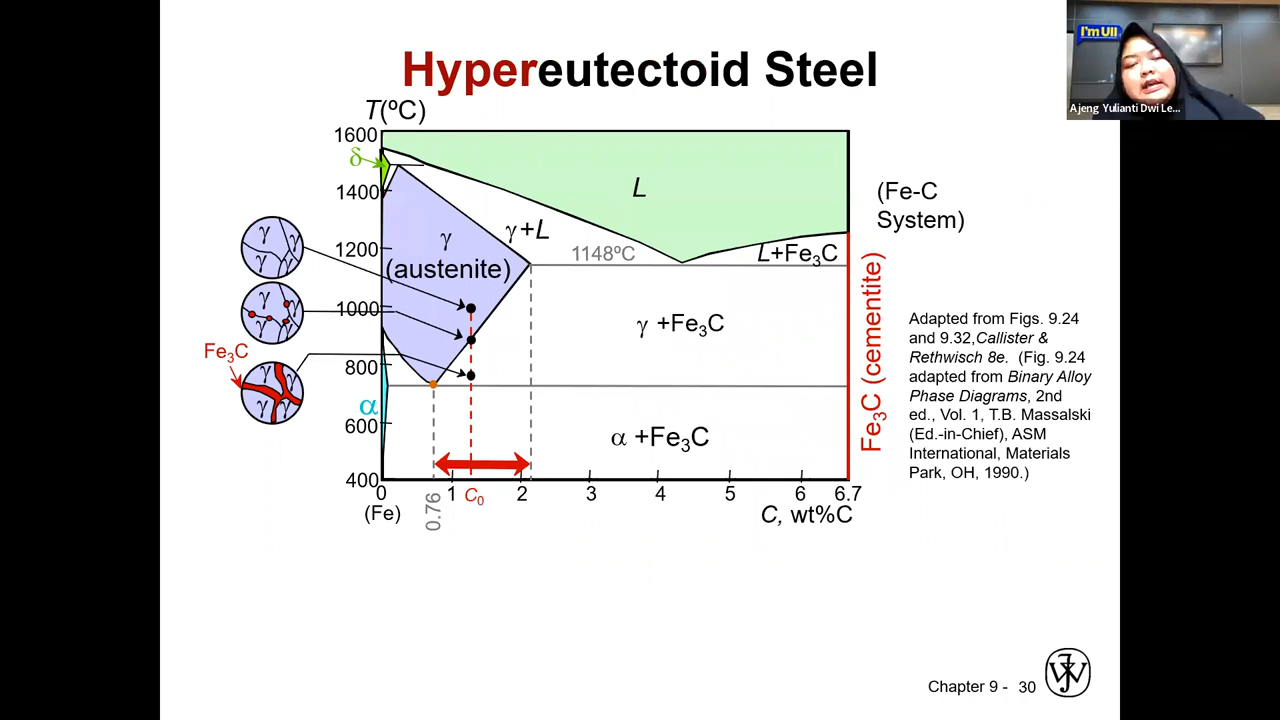 I'm UII
Ajeng Yulianti Dwi Le...
Hypereutectoid Steel
T(ºC)
1600
δ
1400
L
(Fe-C
System)
γ
γ
γ
γ
γ
γ+L
1200
(austenite)
1148ºC
L+Fe3C
γ
γ
γ
γ
1000
γ +Fe3C
Fe3C
800
γ
γ
γ
α
600
α +Fe3C
400
0
1
C0
2
3
4
5
6
6.7
(Fe)
0.76
C, wt%C
Fe3C (cementite)
Adapted from Figs. 9.24
and 9.32,Callister &
Rethwisch 8e. (Fig. 9.24
adapted from Binary Alloy
Phase Diagrams, 2nd
ed., Vol. 1, T.B. Massalski
(Ed.-in-Chief), ASM
International, Materials
Park, OH, 1990.)
Chapter 9 - 30